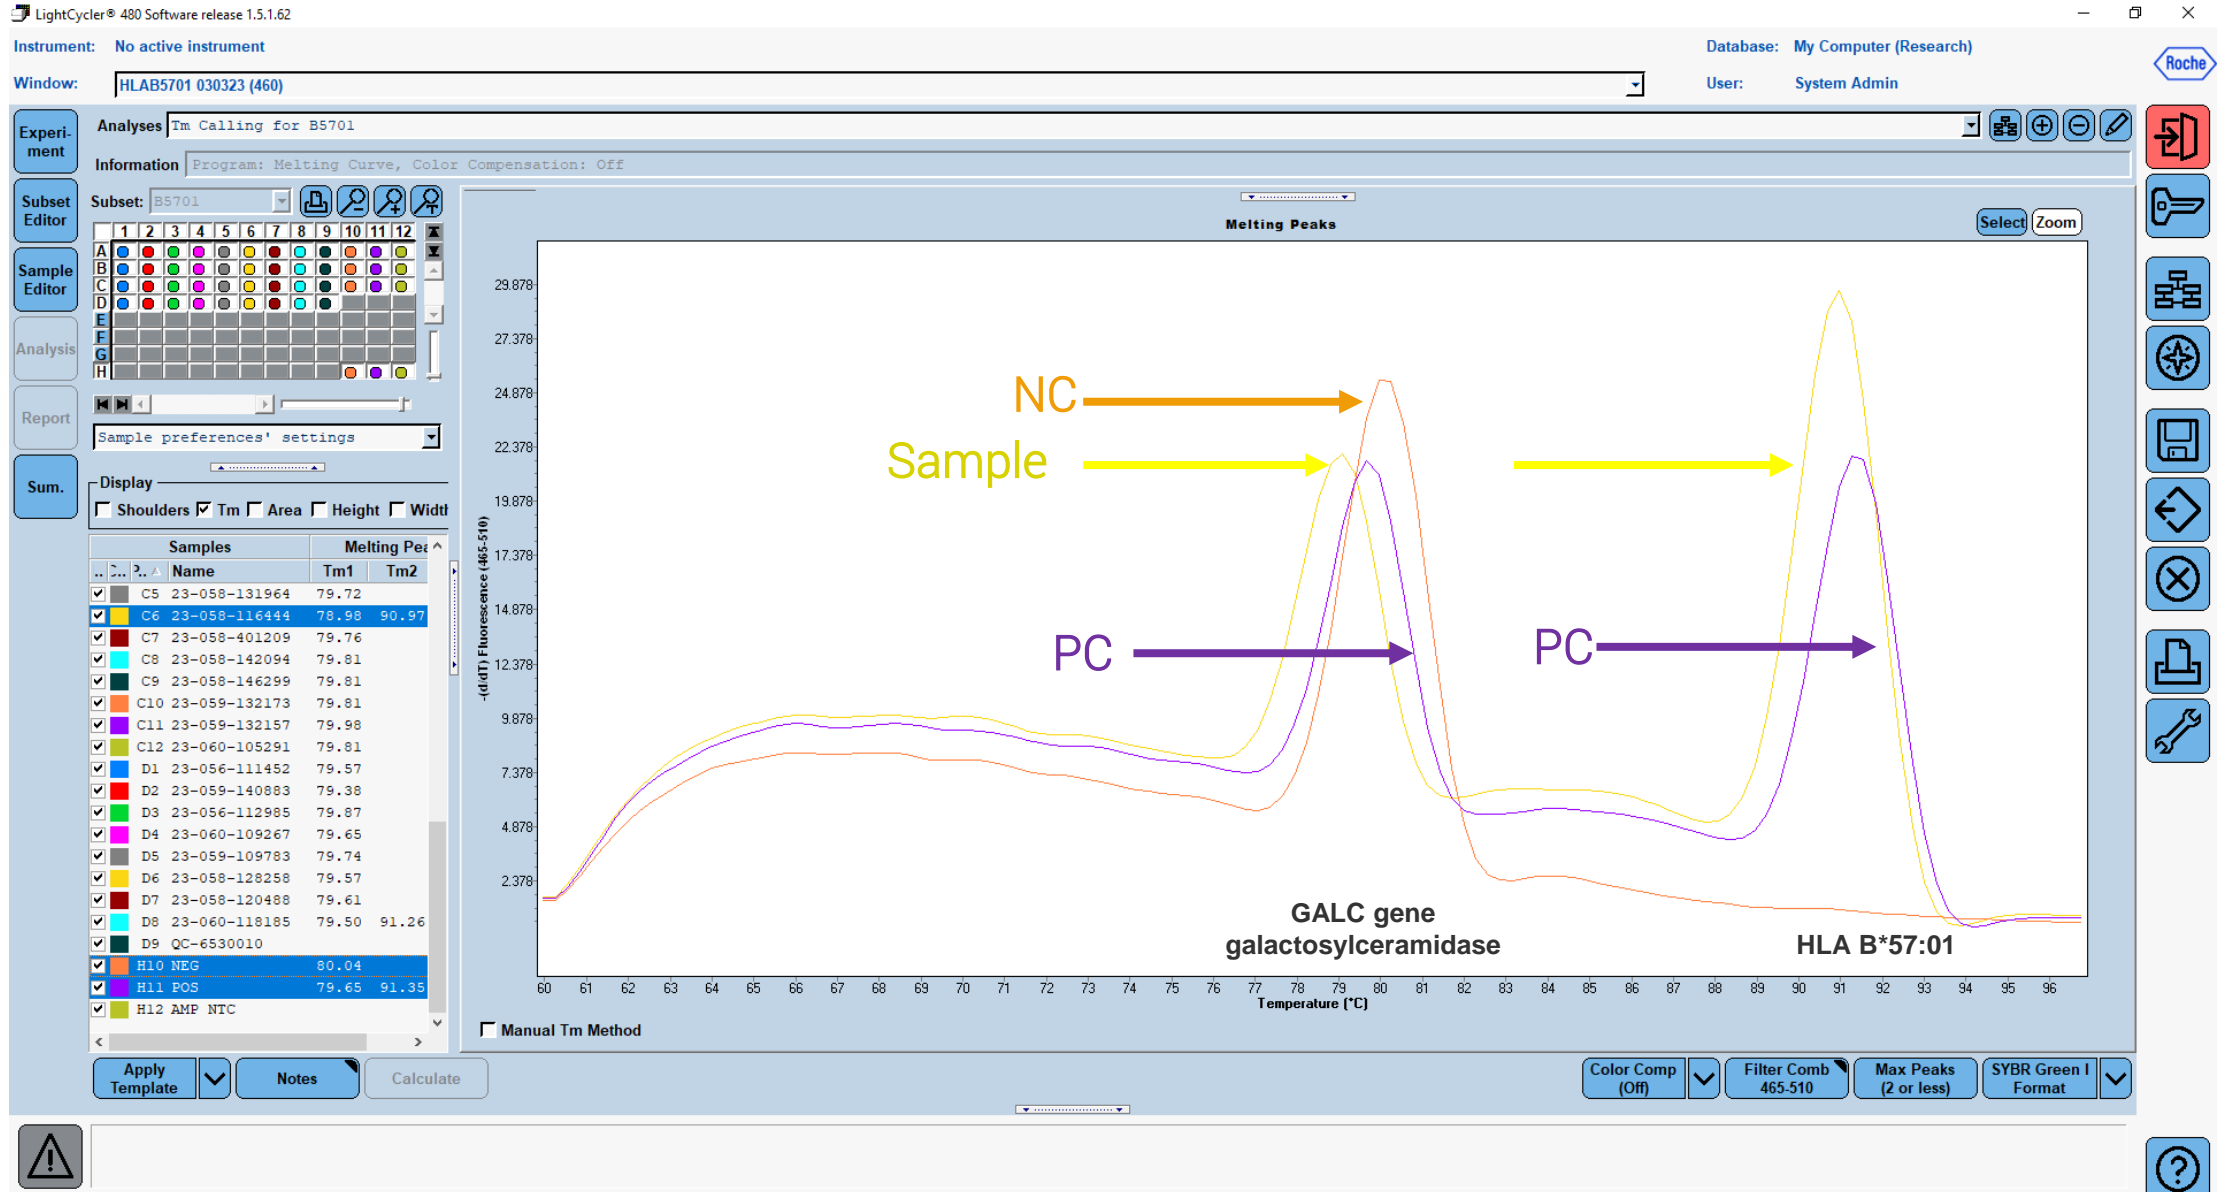 LightCycler® 480 Software release 1.5.1.62
Instrument: No active instrument
Database: My Computer (Research)
Roche
Window: HLAB5701 030323 (460)
User: System Admin
Experi-
ment
Analyses Tm Calling for B5701
Information Program: Melting Curve, Color Compensation: Off
Subset
Editor
Subset: B5701
1 2 3 4 5 6 7 8 9 10 11 12
A
B
C
D
E
F
G
H
Sample
Editor
Analysis
Report
Sum.
Sample preferences' settings
Display
Shoulders Tm Area Height Width
Samples Melting Pea
.. P.. Name Tm1 Tm2
C5 23-058-131964 79.72
C6 23-058-116444 78.98 90.97
C7 23-058-401209 79.76
C8 23-058-142094 79.81
C9 23-058-146299 79.81
C10 23-059-132173 79.81
C11 23-059-132157 79.98
C12 23-060-105291 79.81
D1 23-056-111452 79.57
D2 23-059-140883 79.38
D3 23-056-112985 79.87
D4 23-060-109267 79.65
D5 23-059-109783 79.74
D6 23-058-128258 79.57
D7 23-058-120488 79.61
D8 23-060-118185 79.50 91.26
D9 QC-6530010
H10 NEG 80.04
H11 POS 79.65 91.35
H12 AMP NTC
Melting Peaks
Select Zoom
-(d/dT) Fluorescence (465-510)
29.878
27.378
24.878
22.378
19.878
17.378
14.878
12.378
9.878
7.378
4.878
2.378
NC
Sample
PC
PC
GALC gene
galactosylceramidase
HLA B*57:01
60 61 62 63 64 65 66 67 68 69 70 71 72 73 74 75 76 77 78 79 80 81 82 83 84 85 86 87 88 89 90 91 92 93 94 95 96
Temperature (°C)
Manual Tm Method
Apply
Template
Notes
Calculate
Color Comp
(Off)
Filter Comb
465-510
Max Peaks
(2 or less)
SYBR Green I
Format